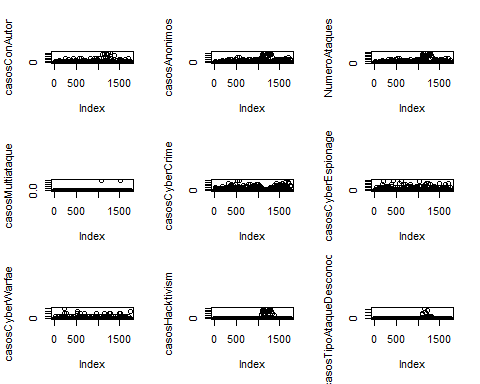 casosConAutor
0
0 500 1500
Index
casosAnonimos
0
0 500 1500
Index
NumeroAtaques
0
0 500 1500
Index
casosMultiataque
0.0
0 500 1500
Index
casosCyberCrime
0
0 500 1500
Index
casosCyberEspionage
0
0 500 1500
Index
casosCyberWarfae
0
0 500 1500
Index
casosHacktivism
0
0 500 1500
Index
casosTipoAtaqueDesconoc
0
0 500 1500
Index